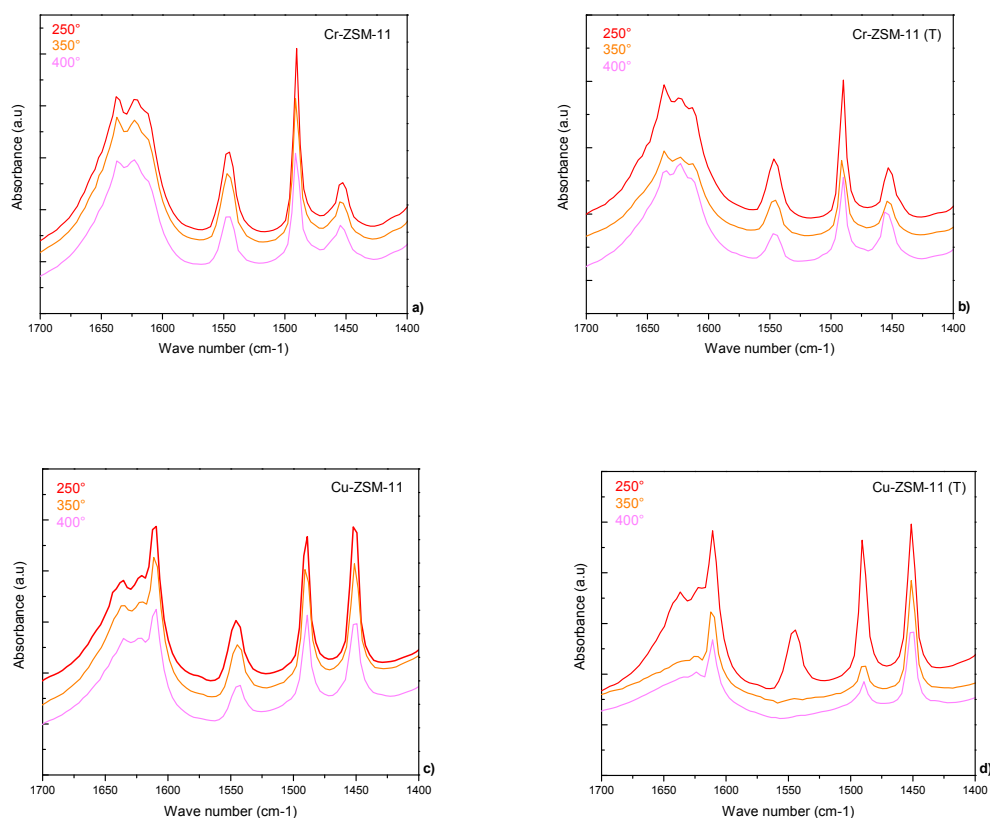 250°
350°
400°
Cr-ZSM-11
Absorbance (a.u)
a)
1700 1650 1600 1550 1500 1450 1400
Wave number (cm-1)
250°
350°
400°
Cr-ZSM-11 (T)
Absorbance (a.u)
b)
1700 1650 1600 1550 1500 1450 1400
Wave number (cm-1)
250°
350°
400°
Cu-ZSM-11
Absorbance (a.u)
c)
1700 1650 1600 1550 1500 1450 1400
Wave number (cm-1)
250°
350°
400°
Cu-ZSM-11 (T)
Absorbance (a.u)
d)
1700 1650 1600 1550 1500 1450 1400
Wave number (cm-1)